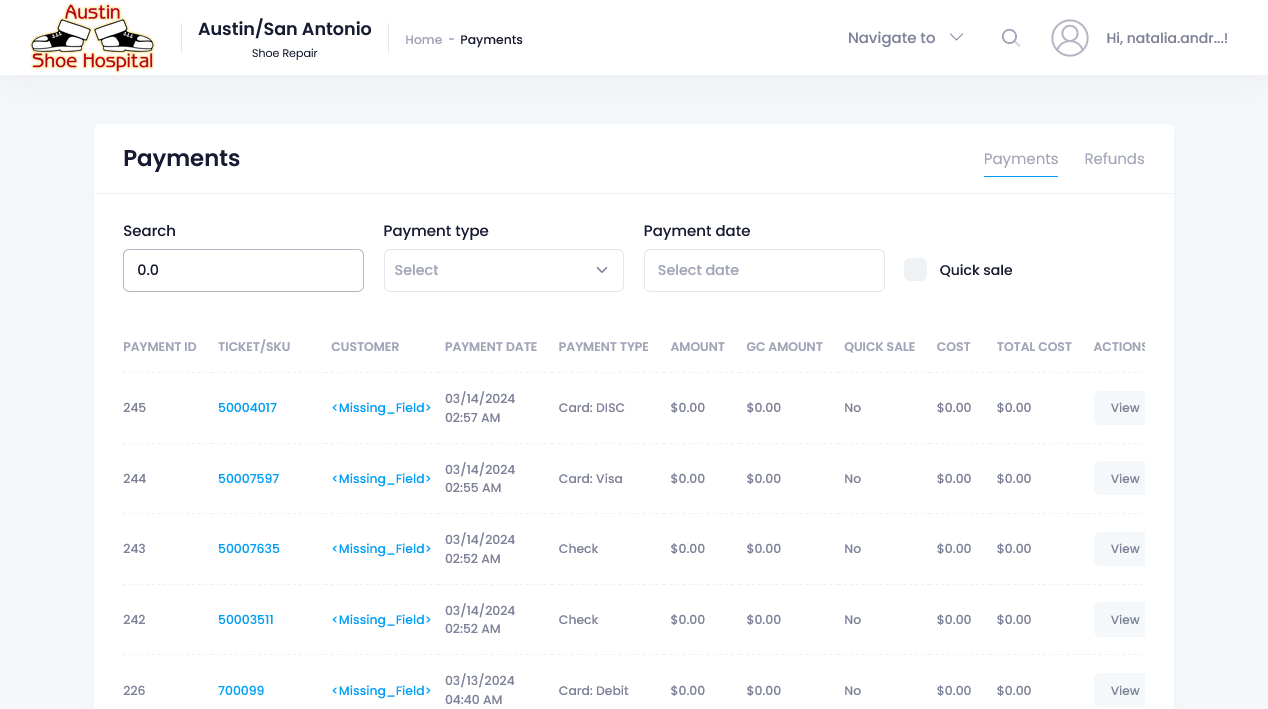 Austin
Shoe Hospital
Austin/San Antonio
Shoe Repair
Home - Payments
Navigate to
Hi, natalia.andr...!
Payments
Payments Refunds
Search Payment type Payment date
0.0 Select Select date Quick sale
PAYMENT ID TICKET/SKU CUSTOMER PAYMENT DATE PAYMENT TYPE AMOUNT GC AMOUNT QUICK SALE COST TOTAL COST ACTIONS
245 50004017 <Missing_Field> 03/14/2024 02:57 AM Card: DISC $0.00 $0.00 No $0.00 $0.00 View
244 50007597 <Missing_Field> 03/14/2024 02:55 AM Card: Visa $0.00 $0.00 No $0.00 $0.00 View
243 50007635 <Missing_Field> 03/14/2024 02:52 AM Check $0.00 $0.00 No $0.00 $0.00 View
242 50003511 <Missing_Field> 03/14/2024 02:52 AM Check $0.00 $0.00 No $0.00 $0.00 View
226 700099 <Missing_Field> 03/13/2024 04:40 AM Card: Debit $0.00 $0.00 No $0.00 $0.00 View